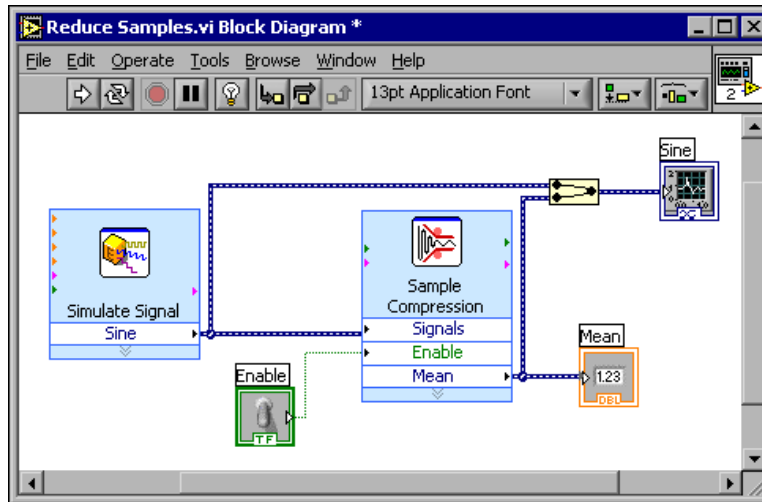 Reduce Samples.vi Block Diagram *
File Edit Operate Tools Browse Window Help
13pt Application Font
2
Sine
Simulate Signal
Sine
Sample
Compression
Signals
Enable
Mean
Enable
TF
Mean
1.23
DBL